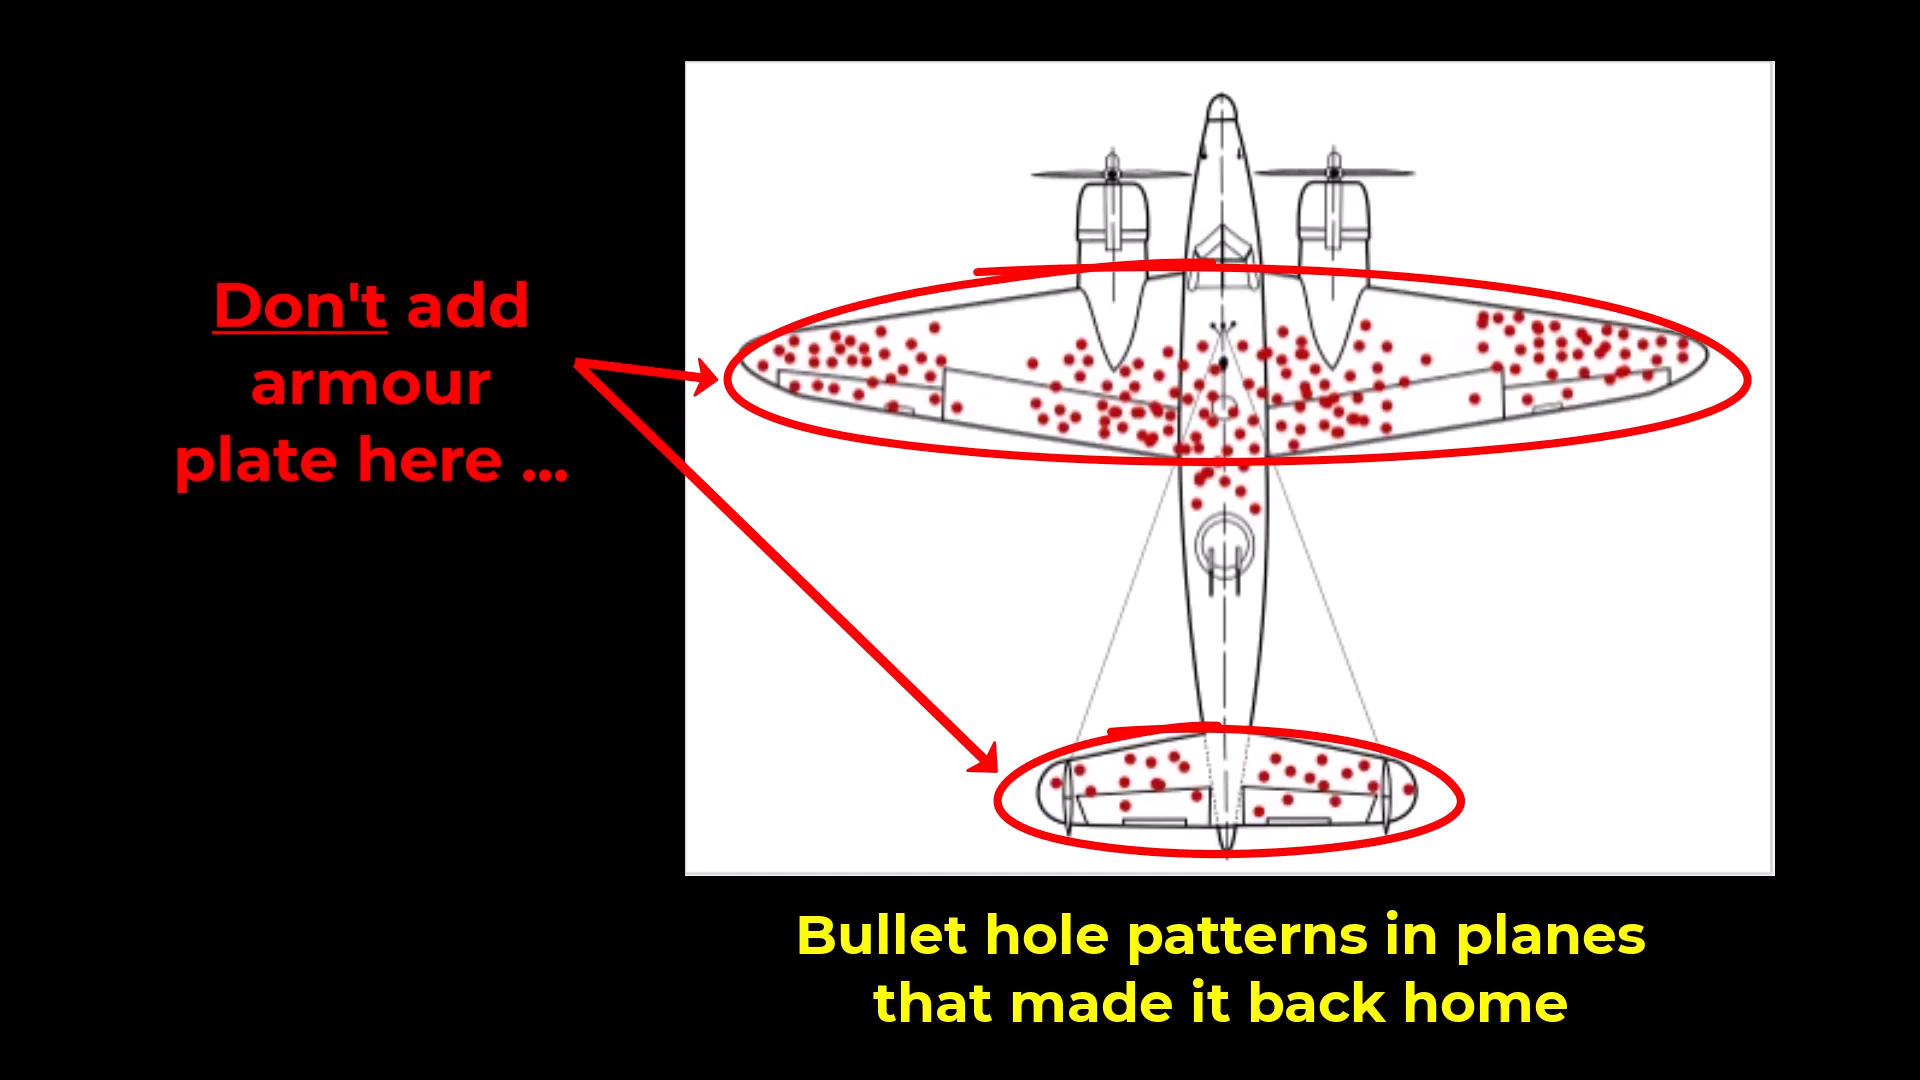 Don't add
armour
plate here ...
Bullet hole patterns in planes
that made it back home